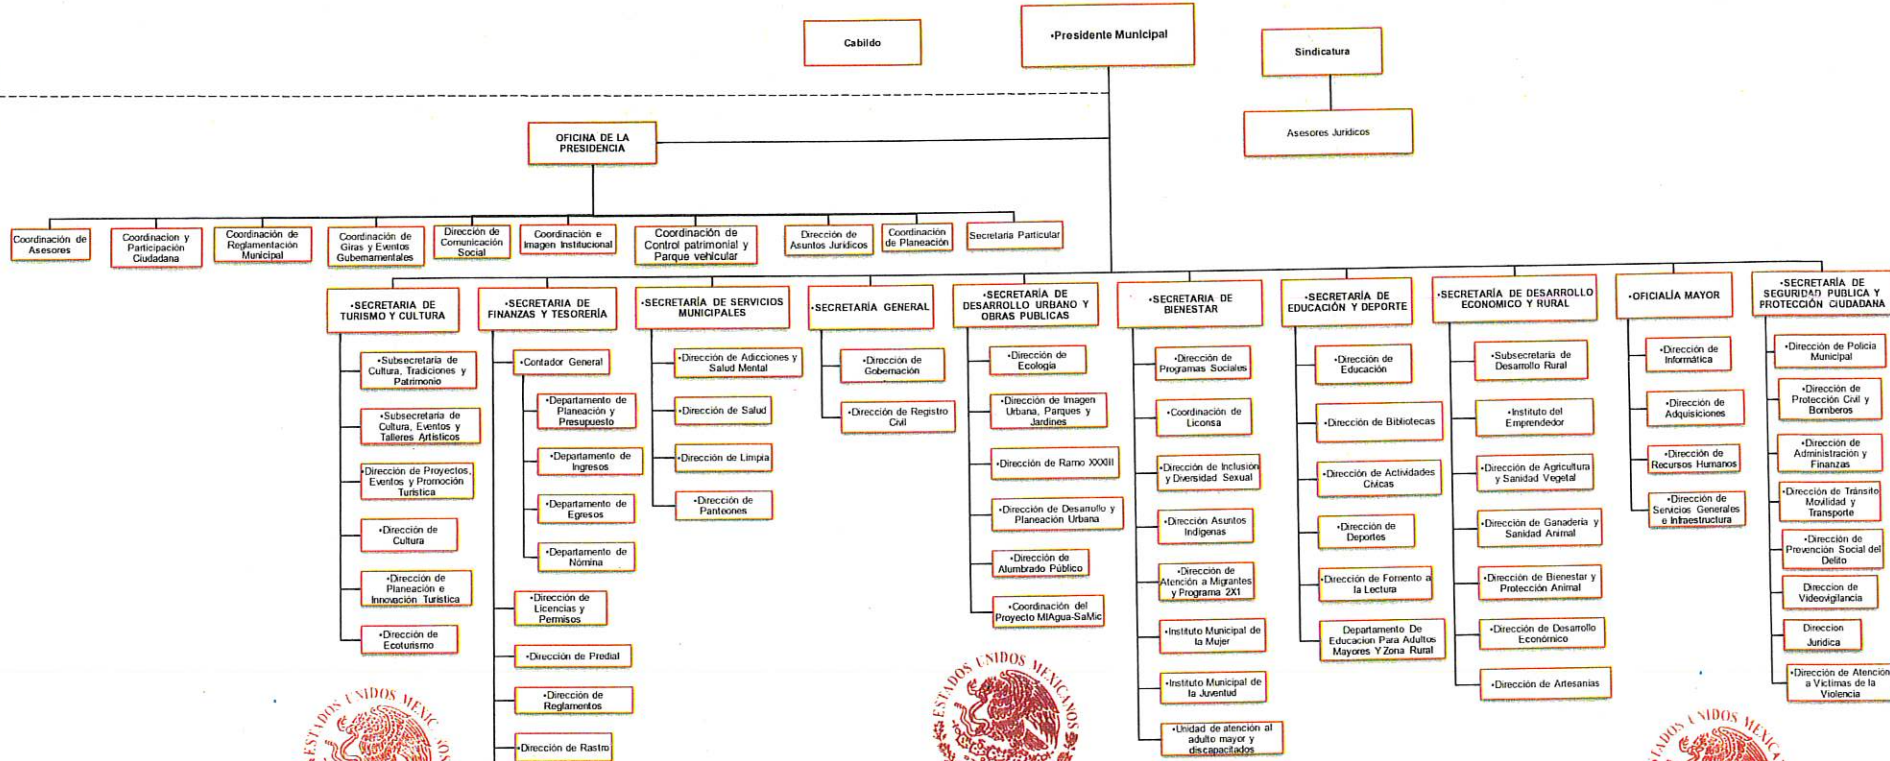 Cabildo
•Presidente Municipal
Sindicatura
Asesores Jurídicos
OFICINA DE LA
PRESIDENCIA
Coordinación de
Asesores
Coordinacion y
Participación
Ciudadana
Coordinación de
Reglamentación
Municipal
Coordinación de
Giras y Eventos
Gubernamentales
Dirección de
Comunicación
Social
Coordinación e
Imagen Institucional
Coordinación de
Control patrimonial y
Parque vehicular
Dirección de
Asuntos Jurídicos
Coordinación
de Planeación
Secretaría Particular
•SECRETARIA DE
TURISMO Y CULTURA
•Subsecretaría de
Cultura, Tradiciones y
Patrimonio
•Subsecretaría de
Cultura, Eventos y
Talleres Artísticos
•Dirección de Proyectos,
Eventos y Promoción
Turística
•Dirección de
Cultura
•Dirección de
Planeación e
Innovación Turística
•Dirección de
Ecoturismo
•SECRETARIA DE
FINANZAS Y TESORERÍA
•Contador General
•Departamento de
Planeación y
Presupuesto
•Departamento de
Ingresos
•Departamento de
Egresos
•Departamento de
Nómina
•Dirección de
Licencias y
Permisos
•Dirección de Predial
•Dirección de
Reglamentos
•Dirección de Rastro
•SECRETARÍA DE SERVICIOS
MUNICIPALES
•Dirección de Adicciones y
Salud Mental
•Dirección de Salud
•Dirección de Limpia
•Dirección de
Panteones
•SECRETARÍA GENERAL
•Dirección de
Gobernación
•Dirección de Registro
Civil
•SECRETARÍA DE
DESARROLLO URBANO Y
OBRAS PUBLICAS
•Dirección de
Ecología
•Dirección de Imagen
Urbana, Parques y
Jardines
•Dirección de Ramo XXXIII
•Dirección de Desarrollo y
Planeación Urbana
•Dirección de
Alumbrado Público
•Coordinación del
Proyecto MIAgua-SaMic
•SECRETARIA DE
BIENESTAR
•Dirección de
Programas Sociales
•Coordinación de
Liconsa
•Dirección de Inclusión
y Diversidad Sexual
•Dirección Asuntos
Indígenas
•Dirección de
Atención a Migrantes
y Programa 2X1
•Instituto Municipal de
la Mujer
•Instituto Municipal de
la Juventud
•Unidad de atención al
adulto mayor y
discapacitados
•SECRETARÍA DE
EDUCACIÓN Y DEPORTE
•Dirección de
Educación
•Dirección de Bibliotecas
•Dirección de Actividades
Cívicas
•Dirección de
Deportes
•Dirección de Fomento a
la Lectura
Departamento De
Educacion Para Adultos
Mayores Y Zona Rural
•SECRETARÍA DE DESARROLLO
ECONOMICO Y RURAL
•Subsecretaría de
Desarrollo Rural
•Instituto del
Emprendedor
•Dirección de Agricultura
y Sanidad Vegetal
•Dirección de Ganadería y
Sanidad Animal
•Dirección de Bienestar y
Protección Animal
•Dirección de Desarrollo
Económico
•Dirección de Artesanías
•OFICIALÍA MAYOR
•Dirección de
Informática
•Dirección de
Adquisiciones
•Dirección de
Recursos Humanos
•Dirección de
Servicios Generales
e Infraestructura
•SECRETARÍA DE
SEGURIDAD PUBLICA Y
PROTECCIÓN CIUDADANA
•Dirección de Policia
Municipal
•Dirección de
Protección Civil y
Bomberos
•Dirección de
Administración y
Finanzas
•Dirección de Tránsito
Movilidad y
Transporte
•Dirección de
Prevención Social del
Delito
Direccion de
Videovigilancia
Direccion
Juridica
•Dirección de Atención
a Víctimas de la
Violencia
ESTADOS UNIDOS MEXIC
ESTADOS UNIDOS MEXICANOS
UNIDOS MEXICA